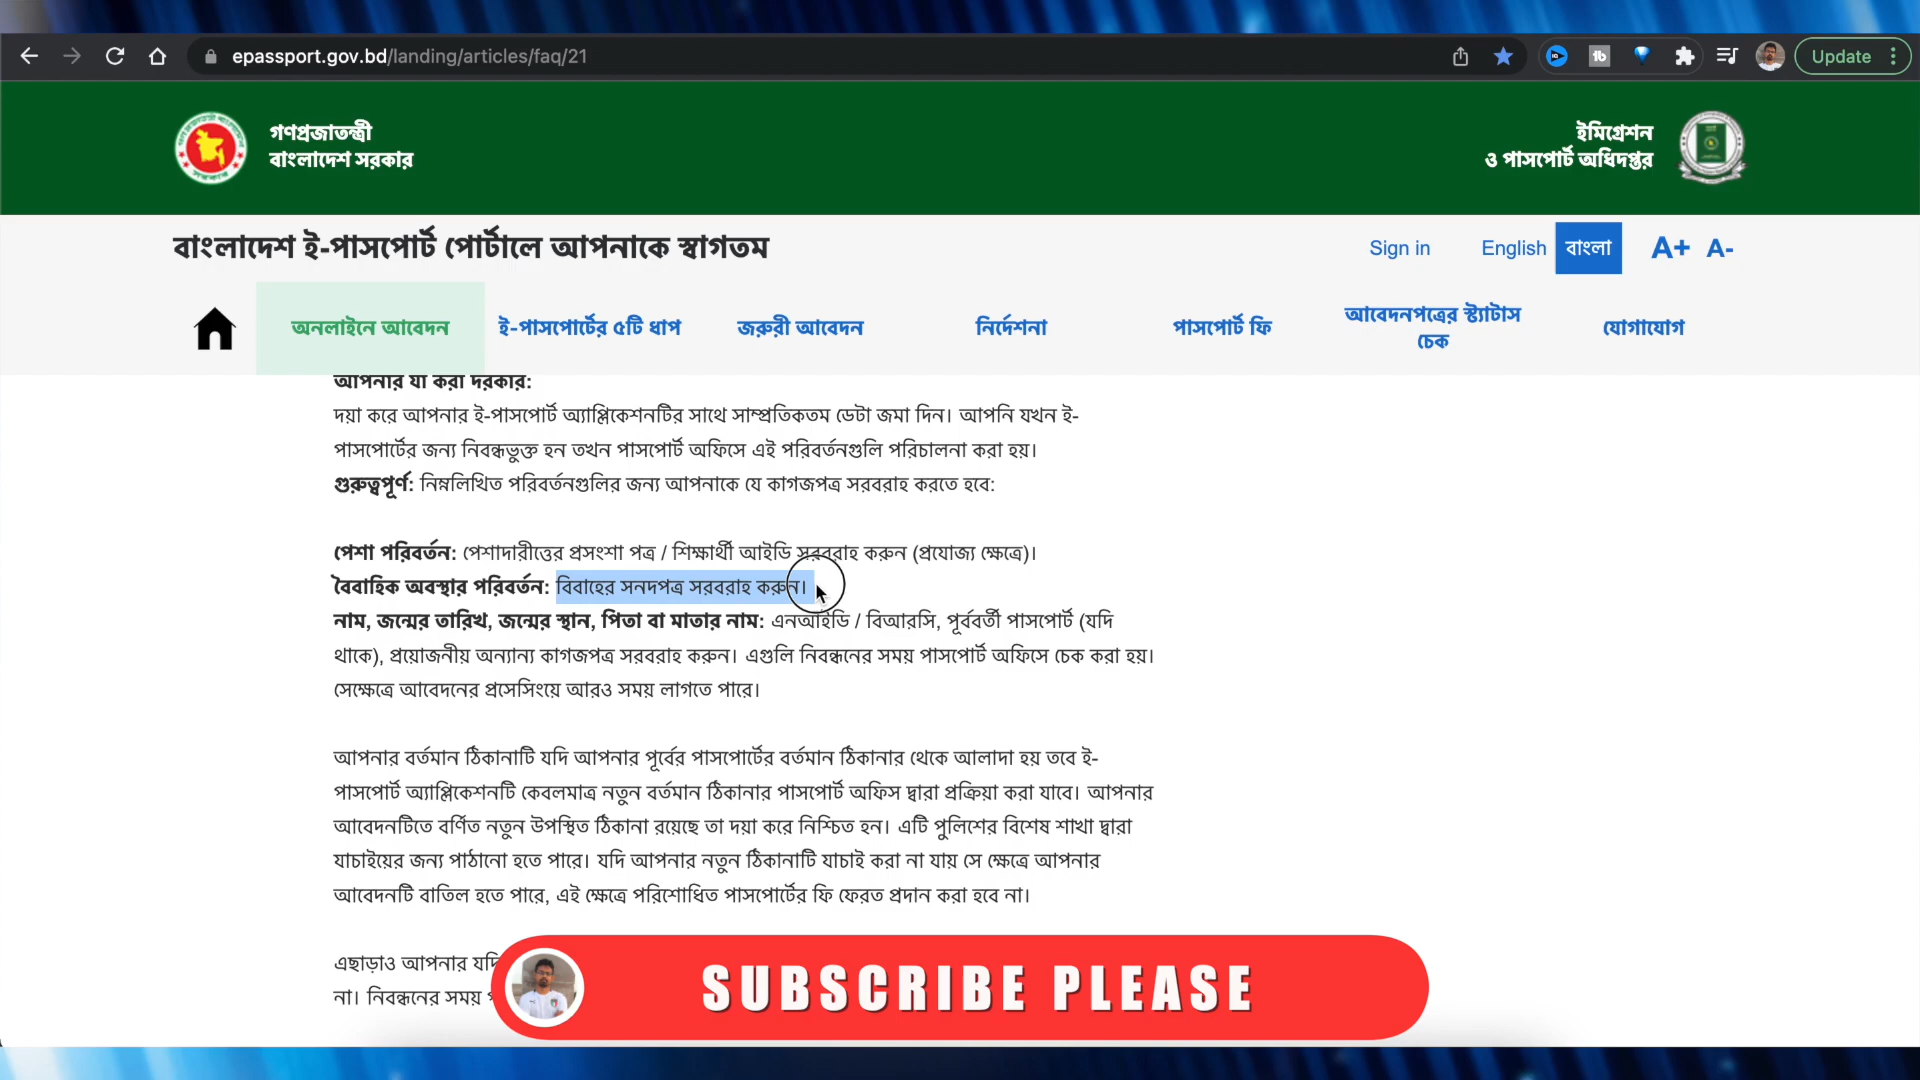 epassport.gov.bd/landing/articles/faq/21
Update
গণপ্রজাতন্ত্রী
বাংলাদেশ সরকার
ইমিগ্রেশন
ও পাসপোর্ট অধিদপ্তর
বাংলাদেশ ই-পাসপোর্ট পোর্টালে আপনাকে স্বাগতম
Sign in English বাংলা A+ A-
অনলাইনে আবেদন ই-পাসপোর্টের ৫টি ধাপ জরুরী আবেদন নির্দেশনা পাসপোর্ট ফি আবেদনপত্রের স্ট্যাটাস চেক যোগাযোগ
আপনার যা করা দরকার:
দয়া করে আপনার ই-পাসপোর্ট অ্যাপ্লিকেশনটির সাথে সাম্প্রতিকতম ডেটা জমা দিন। আপনি যখন ই-
পাসপোর্টের জন্য নিবন্ধভুক্ত হন তখন পাসপোর্ট অফিসে এই পরিবর্তনগুলি পরিচালনা করা হয়।
গুরুত্বপূর্ণ: নিম্নলিখিত পরিবর্তনগুলির জন্য আপনাকে যে কাগজপত্র সরবরাহ করতে হবে:
পেশা পরিবর্তন: পেশাদারীত্তের প্রসংশা পত্র / শিক্ষার্থী আইডি সরবরাহ করুন (প্রযোজ্য ক্ষেত্রে)।
বৈবাহিক অবস্থার পরিবর্তন: বিবাহের সনদপত্র সরবরাহ করুন।
নাম, জন্মের তারিখ, জন্মের স্থান, পিতা বা মাতার নাম: এনআইডি / বিআরসি, পূর্ববর্তী পাসপোর্ট (যদি
থাকে), প্রয়োজনীয় অন্যান্য কাগজপত্র সরবরাহ করুন। এগুলি নিবন্ধনের সময় পাসপোর্ট অফিসে চেক করা হয়।
সেক্ষেত্রে আবেদনের প্রসেসিংয়ে আরও সময় লাগতে পারে।
আপনার বর্তমান ঠিকানাটি যদি আপনার পূর্বের পাসপোর্টের বর্তমান ঠিকানার থেকে আলাদা হয় তবে ই-
পাসপোর্ট অ্যাপ্লিকেশনটি কেবলমাত্র নতুন বর্তমান ঠিকানার পাসপোর্ট অফিস দ্বারা প্রক্রিয়া করা যাবে। আপনার
আবেদনটিতে বর্ণিত নতুন উপস্থিত ঠিকানা রয়েছে তা দয়া করে নিশ্চিত হন। এটি পুলিশের বিশেষ শাখা দ্বারা
যাচাইয়ের জন্য পাঠানো হতে পারে। যদি আপনার নতুন ঠিকানাটি যাচাই করা না যায় সে ক্ষেত্রে আপনার
আবেদনটি বাতিল হতে পারে, এই ক্ষেত্রে পরিশোধিত পাসপোর্টের ফি ফেরত প্রদান করা হবে না।
এছাড়াও আপনার যদি
না। নিবন্ধনের সময়
SUBSCRIBE PLEASE